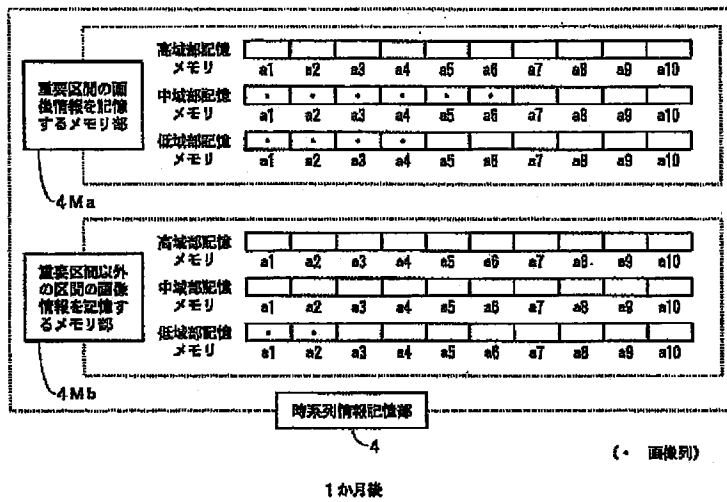 高域部記憶
メモリ
a1 a2 a3 a4 a5 a6 a7 a8 a9 a10
重要区間の画
像情報を記憶
するメモリ部
中域部記憶
メモリ
a1 a2 a3 a4 a5 a6 a7 a8 a9 a10
低域部記憶
メモリ
a1 a2 a3 a4 a5 a6 a7 a8 a9 a10
4Ma
高域部記憶
メモリ
a1 a2 a3 a4 a5 a6 a7 a8 a9 a10
重要区間以外
の区間の画像
情報を記憶す
るメモリ部
中域部記憶
メモリ
a1 a2 a3 a4 a5 a6 a7 a8 a9 a10
低域部記憶
メモリ
a1 a2 a3 a4 a5 a6 a7 a8 a9 a10
4Mb
時系列情報記憶部
4
(・ 画像列)
1か月後